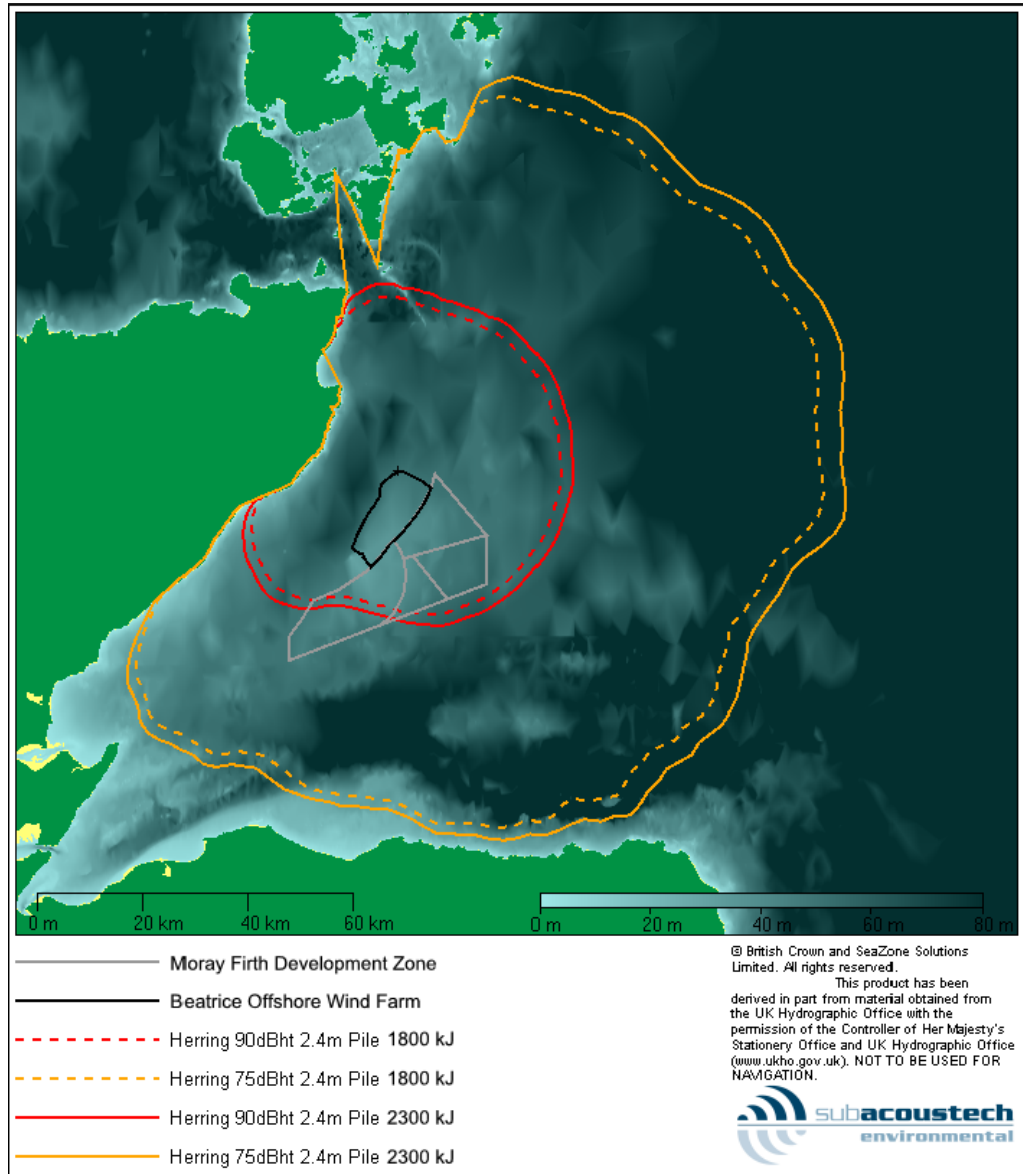 0 m 20 km 40 km 60 km
0 m 20 m 40 m 60 m 80 m
Moray Firth Development Zone
Beatrice Offshore Wind Farm
Herring 90dBht 2.4m Pile 1800 kJ
Herring 75dBht 2.4m Pile 1800 kJ
Herring 90dBht 2.4m Pile 2300 kJ
Herring 75dBht 2.4m Pile 2300 kJ
© British Crown and SeaZone Solutions
Limited. All rights reserved.
This product has been
derived in part from material obtained from
the UK Hydrographic Office with the
permission of the Controller of Her Majesty's
Stationery Office and UK Hydrographic Office
(www.ukho.gov.uk). NOT TO BE USED FOR
NAVIGATION.
subacoustech
environmental